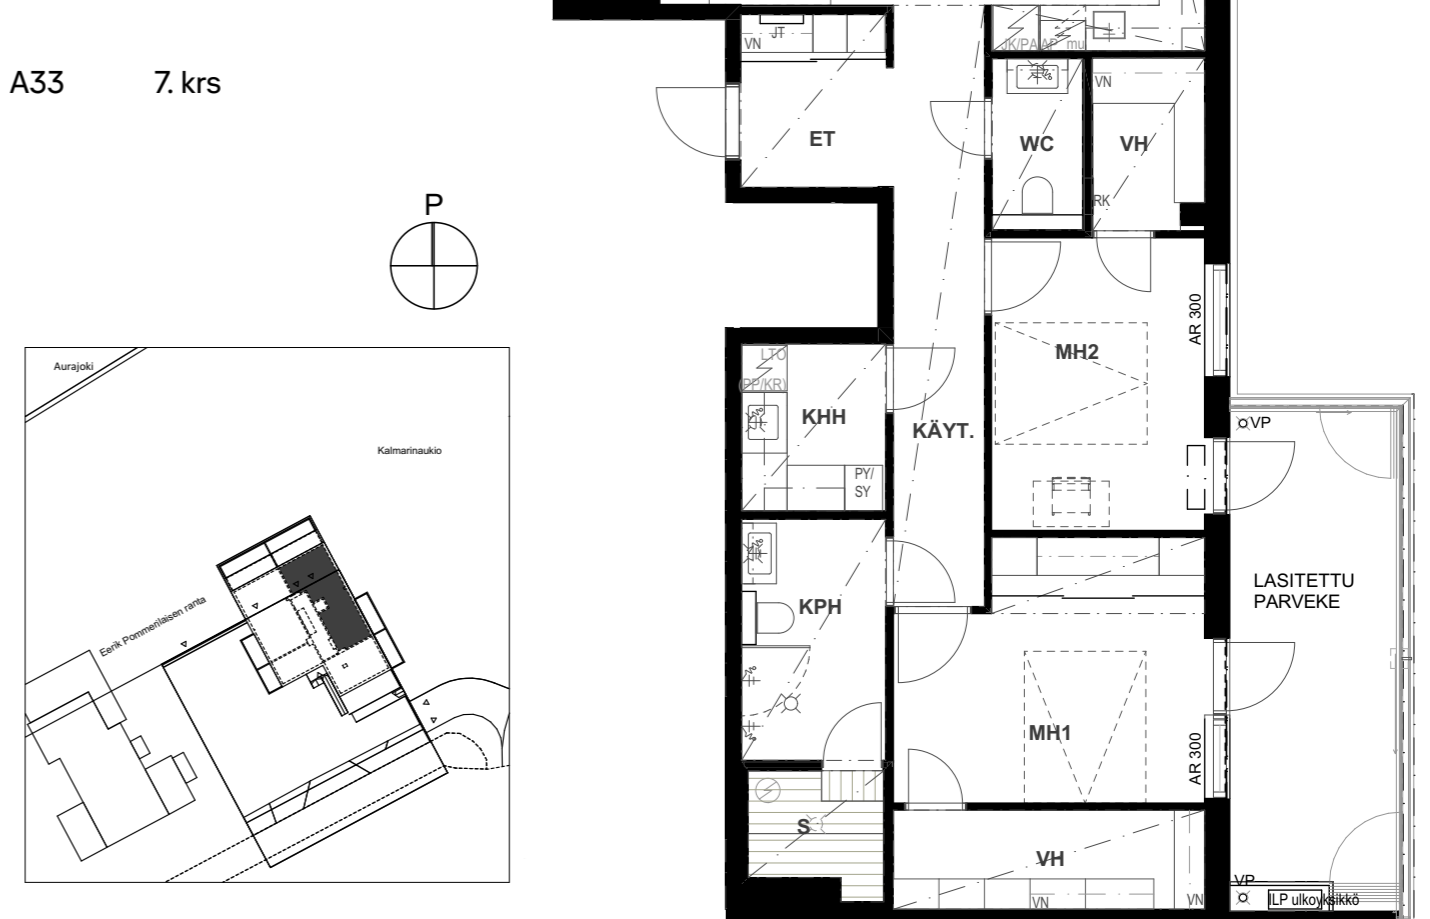 A33 7. krs
P
Aurajoki
Kalmarinaukio
Eerik Pommerilaisen ranta
VN
JT
ET
JK/PA AP mu
WC
VN
VH
RK
MH2
AR 300
LTO
(PP/KR)
KHH
PY/
SY
KÄYT.
VP
LASITETTU
PARVEKE
KPH
MH1
AR 300
S
VH
VN
VN
VP
ILP ulkoyksikkö